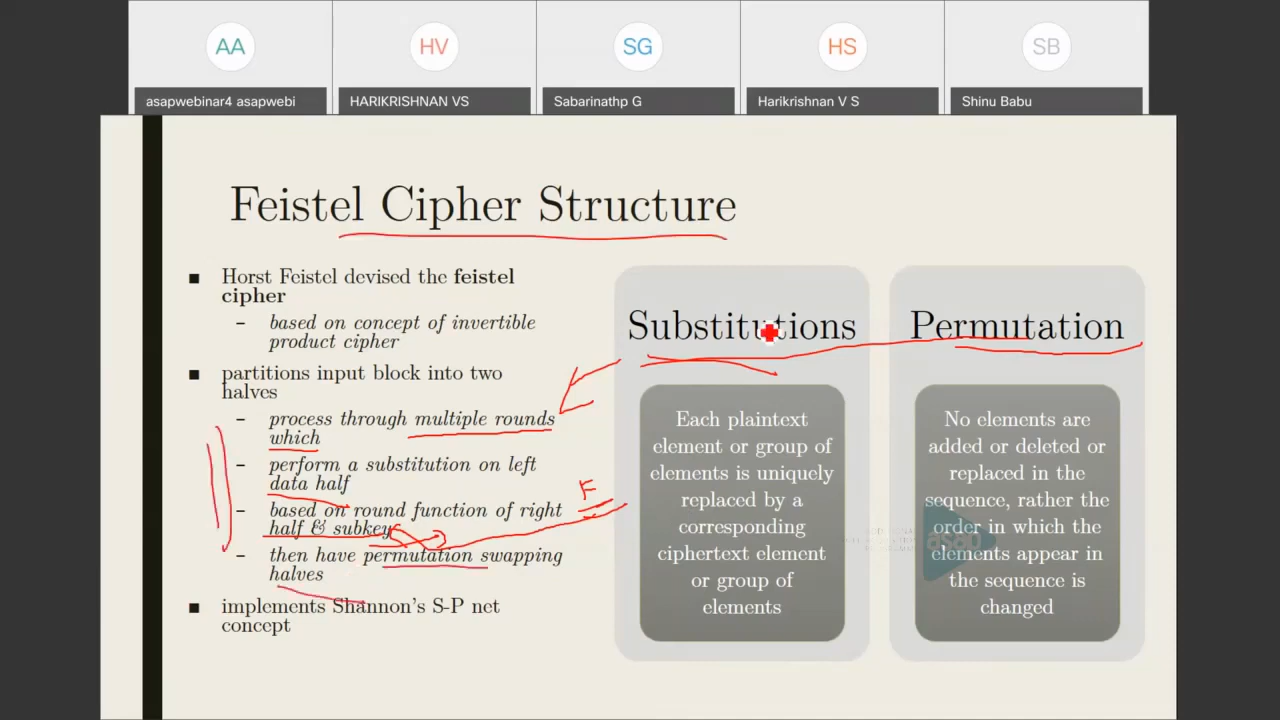 AA
HV
SG
HS
SB
asapwebinar4 asapwebi
HARIKRISHNAN VS
Sabarinathp G
Harikrishnan V S
Shinu Babu
Feistel Cipher Structure
■ Horst Feistel devised the feistel
cipher
– based on concept of invertible
product cipher
■ partitions input block into two
halves
– process through multiple rounds
which
– perform a substitution on left
data half
– based on round function of right
half & subkey
– then have permutation swapping
halves
■ implements Shannon's S-P net
concept
F
Substitutions
Each plaintext
element or group of
elements is uniquely
replaced by a
corresponding
ciphertext element
or group of
elements
Permutation
No elements are
added or deleted or
replaced in the
sequence, rather the
order in which the
elements appear in
the sequence is
changed
asap